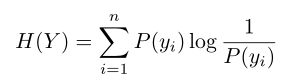 H(Y) = \sum_{i=1}^{n} P(y_i) \log \frac{1}{P(y_i)}